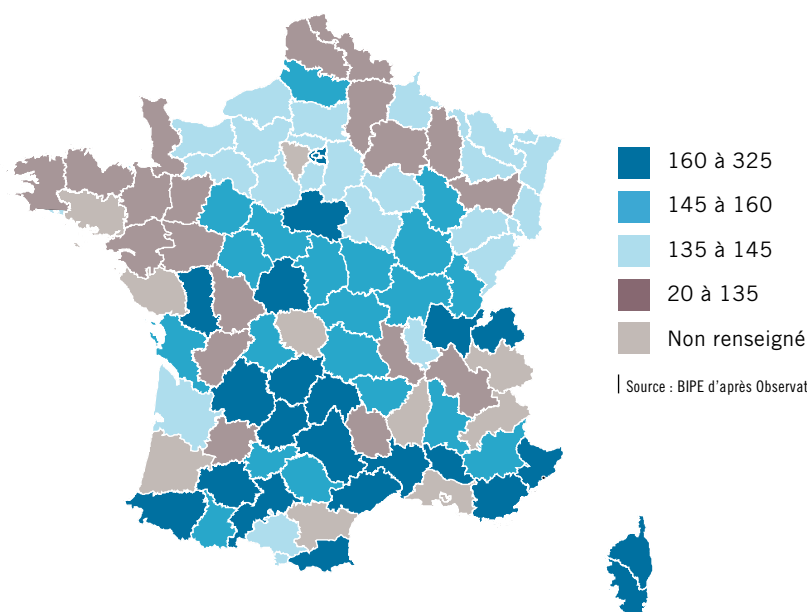 160 à 325
145 à 160
135 à 145
20 à 135
Non renseigné
Source : BIPE d'après Observat